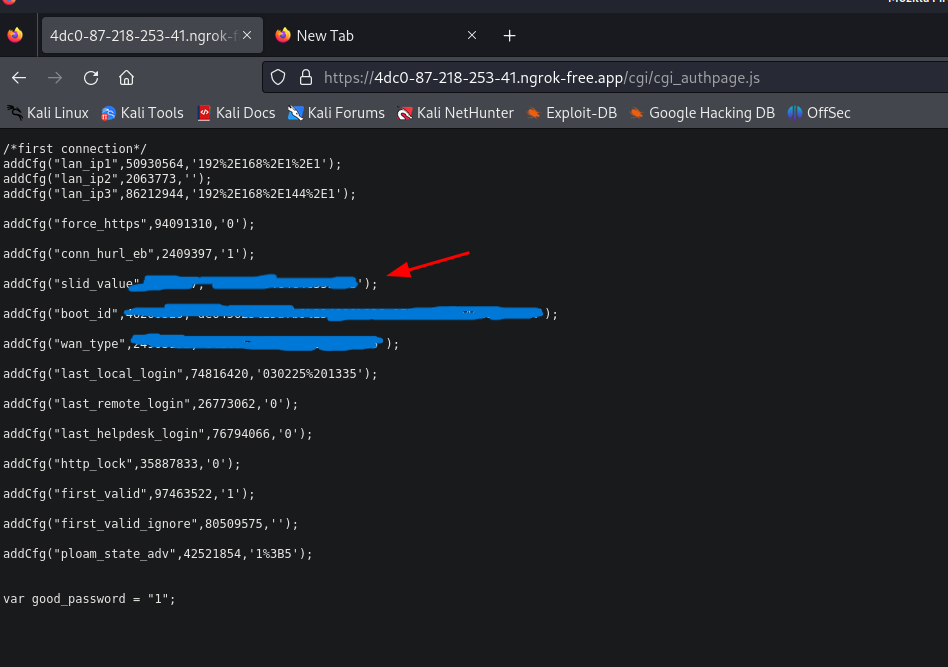 4dc0-87-218-253-41.ngrok-f
New Tab
https://4dc0-87-218-253-41.ngrok-free.app/cgi/cgi_authpage.js
Kali Linux Kali Tools Kali Docs Kali Forums Kali NetHunter Exploit-DB Google Hacking DB OffSec
/*first connection*/
addCfg("lan_ip1",50930564,'192%2E168%2E1%2E1');
addCfg("lan_ip2",2063773,'');
addCfg("lan_ip3",86212944,'192%2E168%2E144%2E1');
addCfg("force_https",94091310,'0');
addCfg("conn_hurl_eb",2409397,'1');
addCfg("slid_value" ');
addCfg("boot_id", );
addCfg("wan_type", );
addCfg("last_local_login",74816420,'030225%201335');
addCfg("last_remote_login",26773062,'0');
addCfg("last_helpdesk_login",76794066,'0');
addCfg("http_lock",35887833,'0');
addCfg("first_valid",97463522,'1');
addCfg("first_valid_ignore",80509575,'');
addCfg("ploam_state_adv",42521854,'1%3B5');
var good_password = "1";